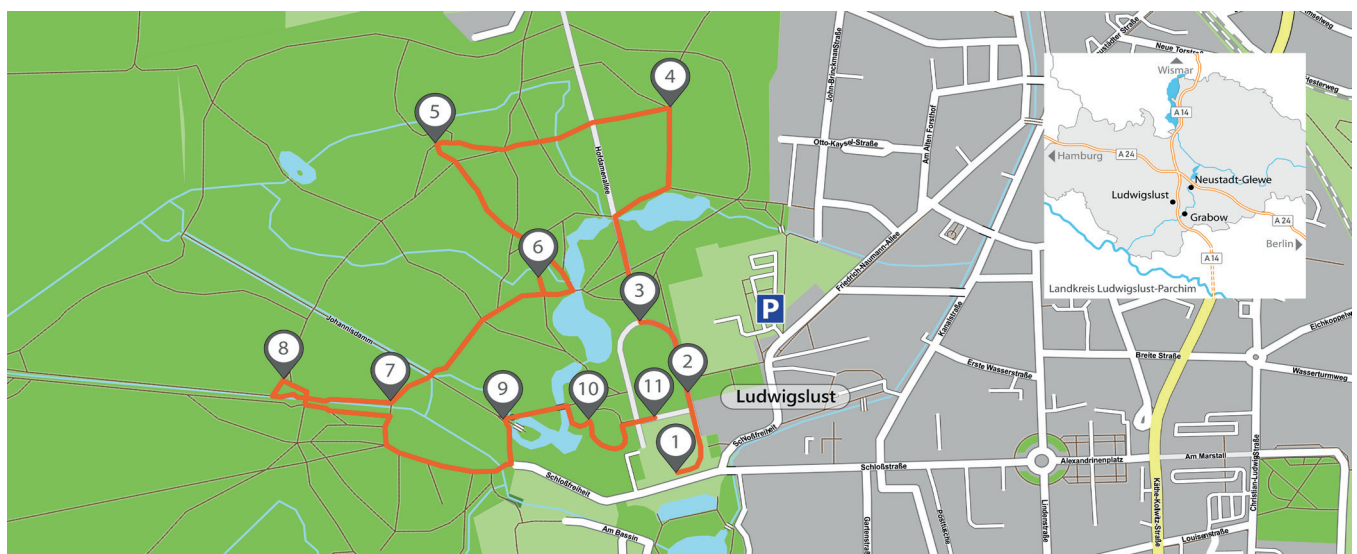 4
5
6
3
8
7
2
9
10
11
1
P
Ludwigslust
Hofdamenallee
Johannisdamm
Schloßfreiheit
Am Bassin
Schloßfreiheit
Schloßstraße
John-Brinckman-Straße
Otto-Kaysel-Straße
Am Alten Forsthof
Friedrich-Naumann-Allee
Kanalstraße
Erste Wasserstraße
Breite Straße
Alexandrinenplatz
Am Marstall
Lindenstraße
Käthe-Kollwitz-Straße
Christian-Ludwig-Straße
Louisenstraße
Gartenstraße
Wasserturmweg
Neue Torstraße
Wismar
A 14
Hamburg
A 24
Neustadt-Glewe
Ludwigslust
Grabow
A 24
Berlin
A 14
Landkreis Ludwigslust-Parchim